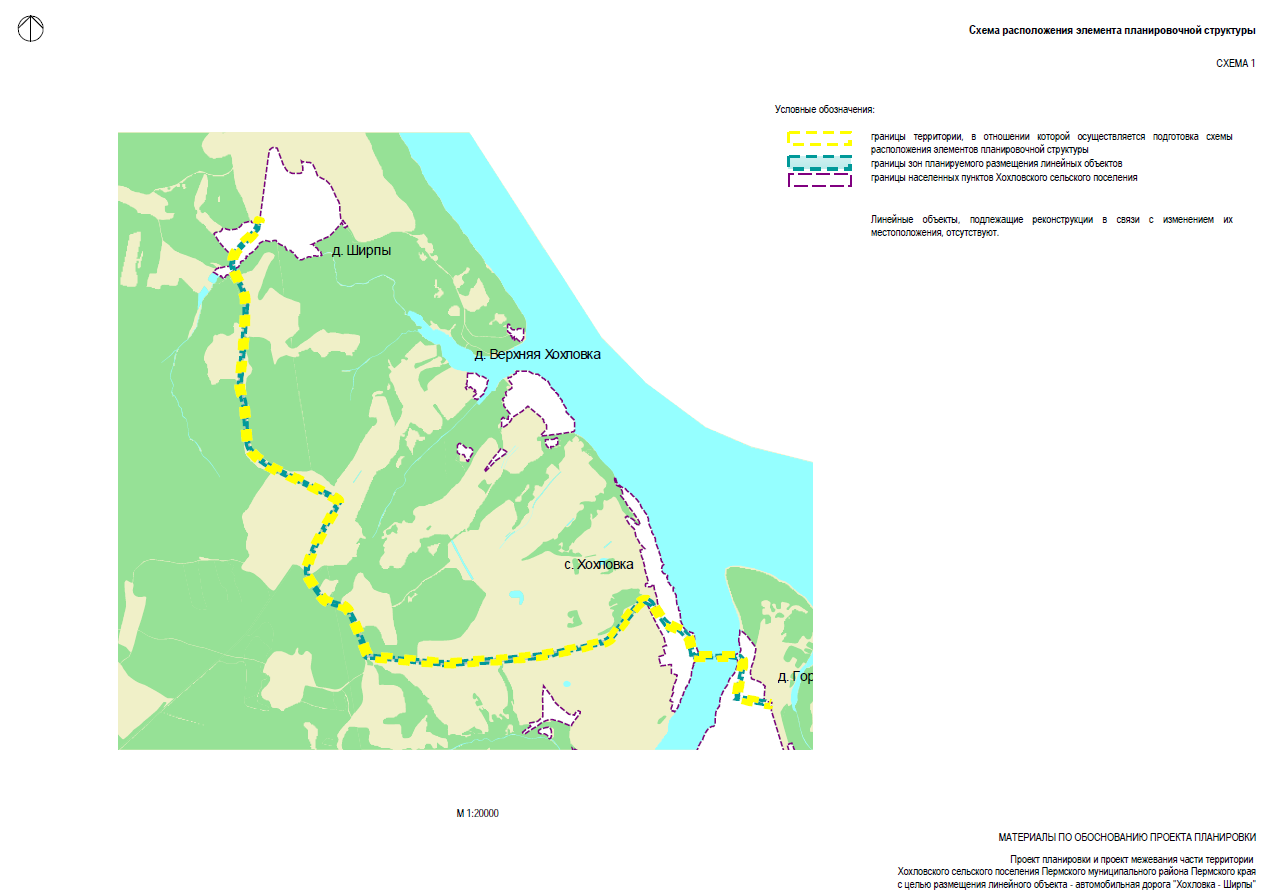 Схема расположения элемента планировочной структуры
СХЕМА 1
Условные обозначения:
границы территории, в отношении которой осуществляется подготовка схемы
расположения элементов планировочной структуры
границы зон планируемого размещения линейных объектов
границы населенных пунктов Хохловского сельского поселения
Линейные объекты, подлежащие реконструкции в связи с изменением их
местоположения, отсутствуют.
д. Ширпы
д. Верхняя Хохловка
с. Хохловка
д. Гор
М 1:20000
МАТЕРИАЛЫ ПО ОБОСНОВАНИЮ ПРОЕКТА ПЛАНИРОВКИ
Проект планировки и проект межевания части территории
Хохловского сельского поселения Пермского муниципального района Пермского края
с целью размещения линейного объекта - автомобильная дорога "Хохловка - Ширпы"